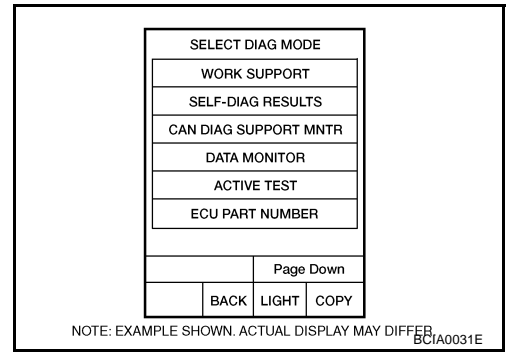 SELECT DIAG MODE
WORK SUPPORT
SELF-DIAG RESULTS
CAN DIAG SUPPORT MNTR
DATA MONITOR
ACTIVE TEST
ECU PART NUMBER
Page Down
BACK LIGHT COPY
NOTE: EXAMPLE SHOWN. ACTUAL DISPLAY MAY DIFFER.
BCIA0031E